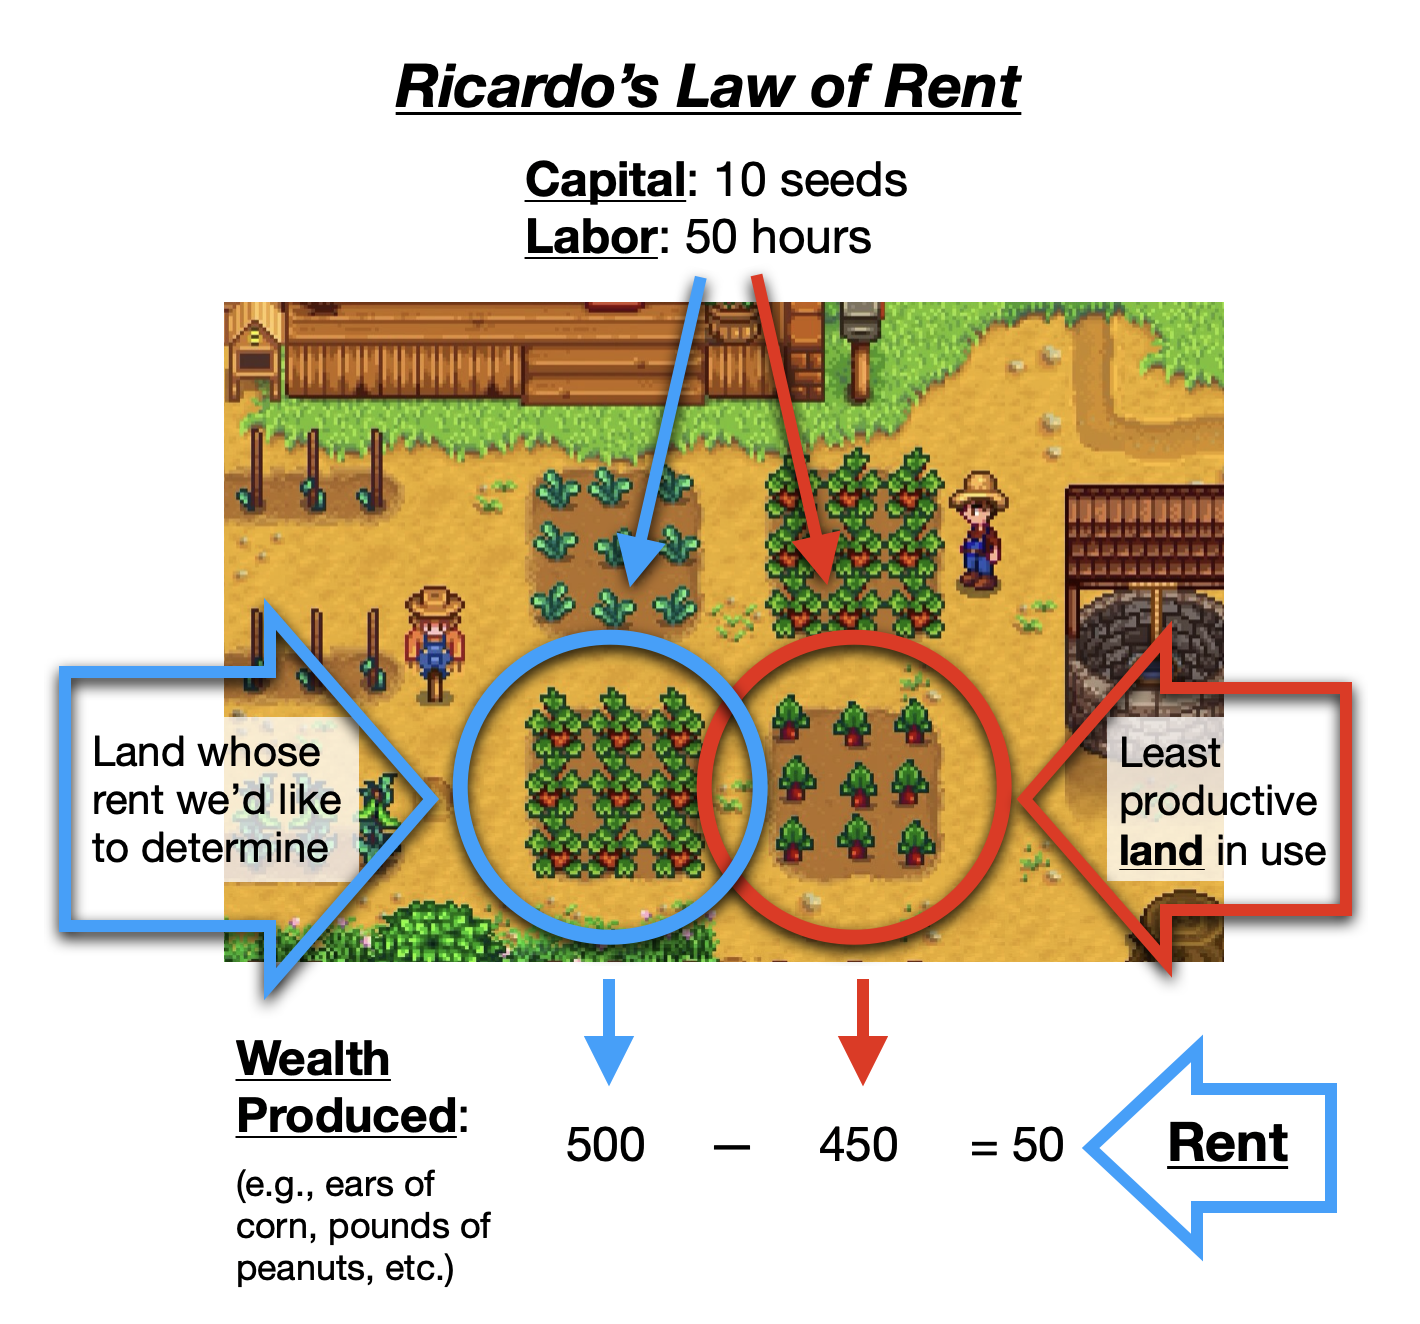 Ricardo’s Law of Rent
Capital: 10 seeds
Labor: 50 hours
Land whose
rent we’d like
to determine
Least
productive
land in use
Wealth
Produced:
(e.g., ears of
corn, pounds of
peanuts, etc.)
500 — 450 = 50
Rent